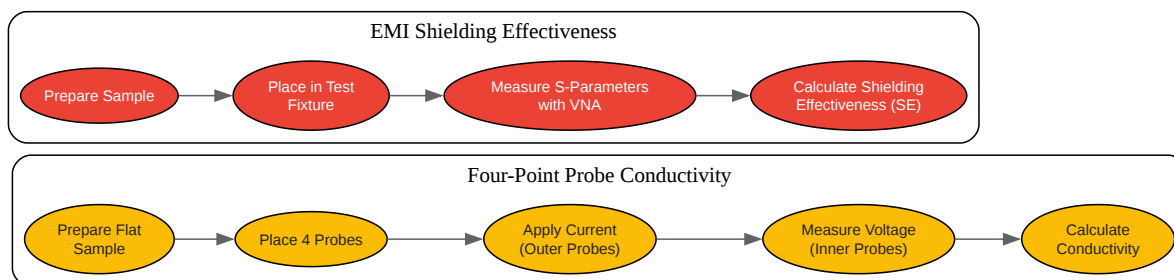 EMI Shielding Effectiveness
Prepare Sample
Place in Test
Fixture
Measure S-Parameters
with VNA
Calculate Shielding
Effectiveness (SE)
Four-Point Probe Conductivity
Prepare Flat
Sample
Place 4 Probes
Apply Current
(Outer Probes)
Measure Voltage
(Inner Probes)
Calculate
Conductivity